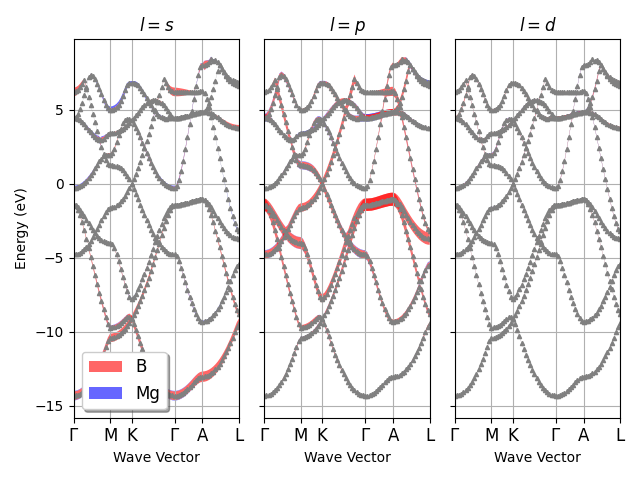 l = s l = p l = d
Energy (eV)
5
0
−5
−10
−15
B
Mg
Γ M K Γ A L Γ M K Γ A L Γ M K Γ A L
Wave Vector Wave Vector Wave Vector